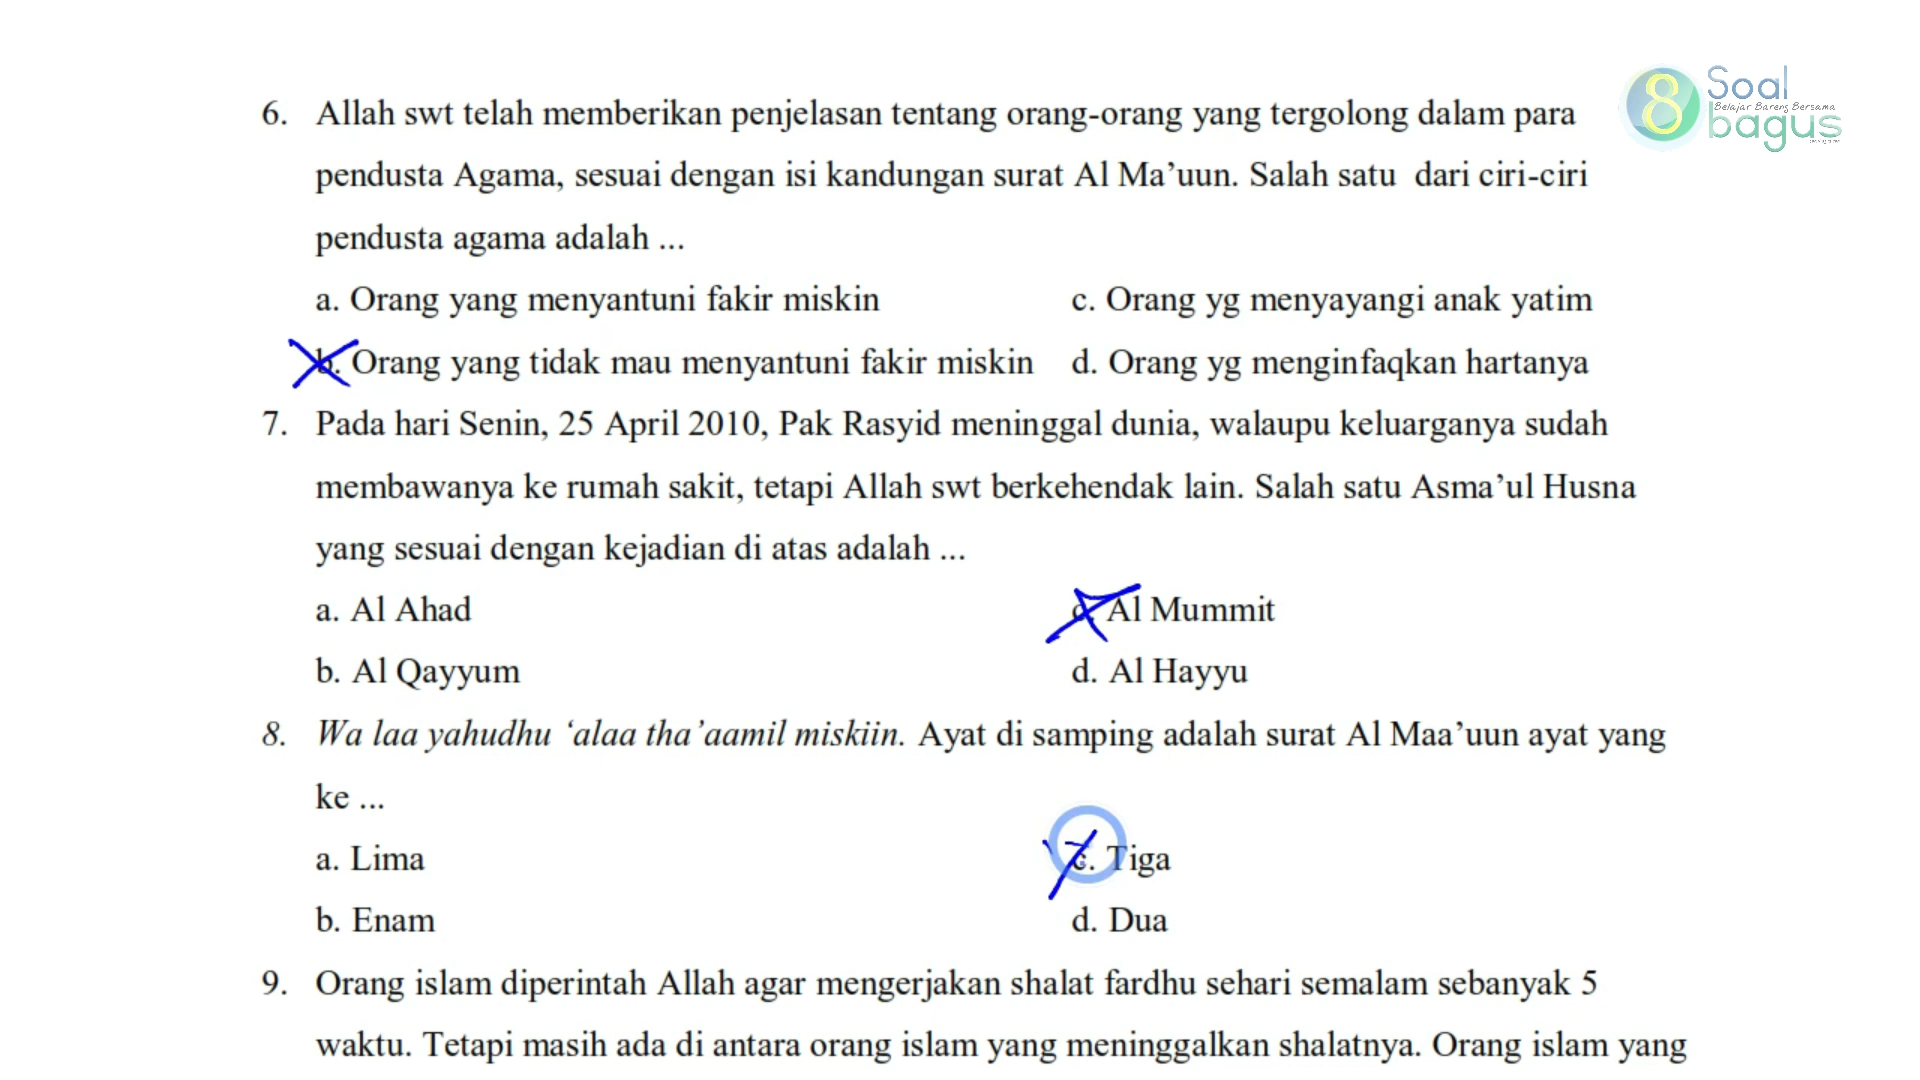 Soal
Belajar Bareng Bersama
bagus
6. Allah swt telah memberikan penjelasan tentang orang-orang yang tergolong dalam para
pendusta Agama, sesuai dengan isi kandungan surat Al Ma’uun. Salah satu dari ciri-ciri
pendusta agama adalah ...
a. Orang yang menyantuni fakir miskin c. Orang yg menyayangi anak yatim
b. Orang yang tidak mau menyantuni fakir miskin d. Orang yg menginfaqkan hartanya
7. Pada hari Senin, 25 April 2010, Pak Rasyid meninggal dunia, walaupu keluarganya sudah
membawanya ke rumah sakit, tetapi Allah swt berkehendak lain. Salah satu Asma’ul Husna
yang sesuai dengan kejadian di atas adalah ...
a. Al Ahad c. Al Mummit
b. Al Qayyum d. Al Hayyu
8. Wa laa yahudhu ‘alaa tha’aamil miskiin. Ayat di samping adalah surat Al Maa’uun ayat yang
ke ...
a. Lima c. Tiga
b. Enam d. Dua
9. Orang islam diperintah Allah agar mengerjakan shalat fardhu sehari semalam sebanyak 5
waktu. Tetapi masih ada di antara orang islam yang meninggalkan shalatnya. Orang islam yang